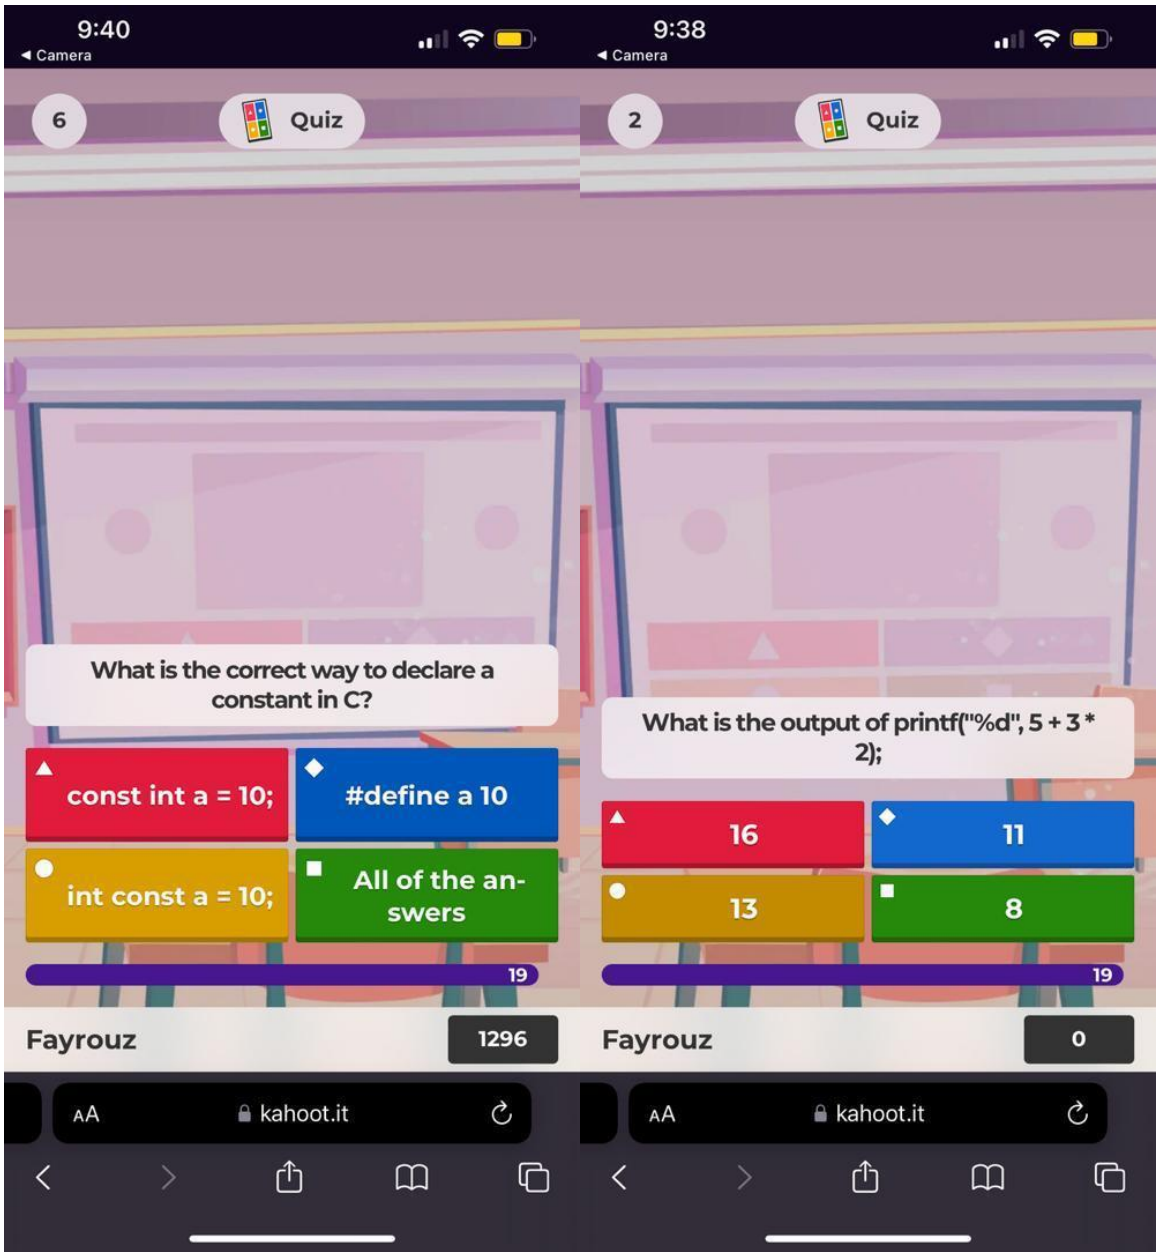 9:40
◀ Camera
6
Quiz
What is the correct way to declare a
constant in C?
const int a = 10;
#define a 10
int const a = 10;
All of the an-
swers
19
Fayrouz
1296
AA
kahoot.it
9:38
◀ Camera
2
Quiz
What is the output of printf("%d", 5 + 3 *
2);
16
11
13
8
19
Fayrouz
0
AA
kahoot.it